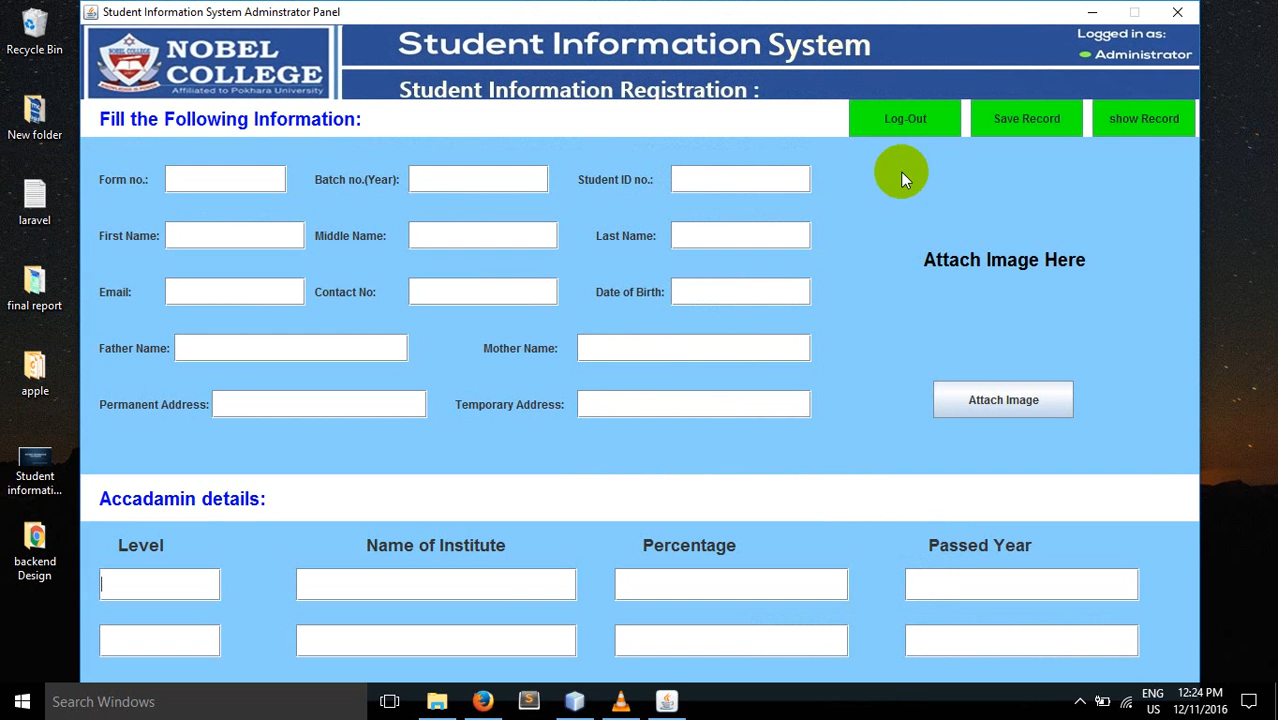 Recycle Bin
New folder
laravel
final report
apple
Student
informati...
backend
Design
Student Information System Adminstrator Panel
NOBEL
COLLEGE
Affiliated to Pokhara University
Student Information System
Logged in as:
Administrator
Student Information Registration :
Fill the Following Information:
Log-Out
Save Record
show Record
Form no.:
Batch no.(Year):
Student ID no.:
First Name:
Middle Name:
Last Name:
Attach Image Here
Email:
Contact No:
Date of Birth:
Father Name:
Mother Name:
Attach Image
Permanent Address:
Temporary Address:
Accadamin details:
Level
Name of Institute
Percentage
Passed Year
Search Windows
ENG
US
12:24 PM
12/11/2016